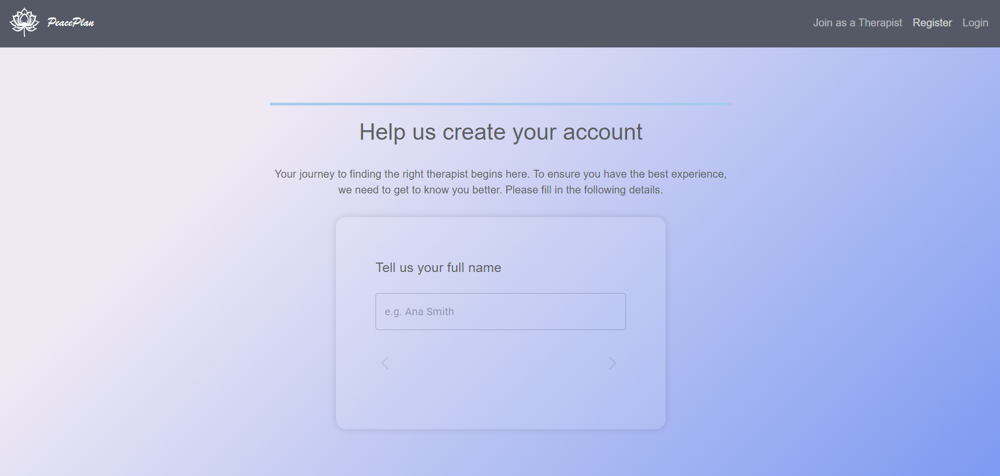 PeacePlan
Join as a Therapist Register Login
Help us create your account
Your journey to finding the right therapist begins here. To ensure you have the best experience,
we need to get to know you better. Please fill in the following details.
Tell us your full name
e.g. Ana Smith